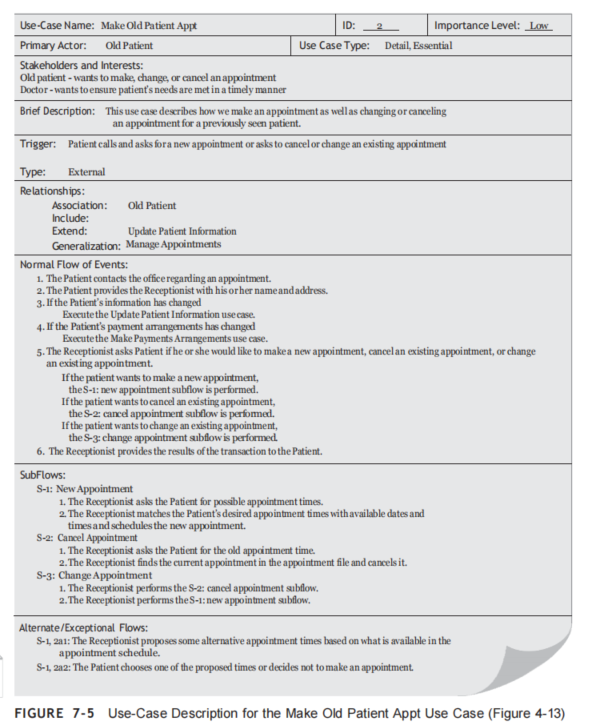 Use-Case Name: Make Old Patient Appt ID: 2 Importance Level: Low
Primary Actor: Old Patient Use Case Type: Detail, Essential
Stakeholders and Interests:
Old patient - wants to make, change, or cancel an appointment
Doctor - wants to ensure patient's needs are met in a timely manner
Brief Description: This use case describes how we make an appointment as well as changing or canceling
an appointment for a previously seen patient.
Trigger: Patient calls and asks for a new appointment or asks to cancel or change an existing appointment
Type: External
Relationships:
Association: Old Patient
Include:
Extend: Update Patient Information
Generalization: Manage Appointments
Normal Flow of Events:
1. The Patient contacts the office regarding an appointment.
2. The Patient provides the Receptionist with his or her name and address.
3. If the Patient's information has changed
Execute the Update Patient Information use case.
4. If the Patient's payment arrangements has changed
Execute the Make Payments Arrangements use case.
5. The Receptionist asks Patient if he or she would like to make a new appointment, cancel an existing appointment, or change
an existing appointment.
If the patient wants to make a new appointment,
the S-1: new appointment subflow is performed.
If the patient wants to cancel an existing appointment,
the S-2: cancel appointment subflow is performed.
If the patient wants to change an existing appointment,
the S-3: change appointment subflow is performed.
6. The Receptionist provides the results of the transaction to the Patient.
SubFlows:
S-1: New Appointment
1. The Receptionist asks the Patient for possible appointment times.
2. The Receptionist matches the Patient's desired appointment times with available dates and
times and schedules the new appointment.
S-2: Cancel Appointment
1. The Receptionist asks the Patient for the old appointment time.
2. The Receptionist finds the current appointment in the appointment file and cancels it.
S-3: Change Appointment
1. The Receptionist performs the S-2: cancel appointment subflow.
2. The Receptionist performs the S-1: new appointment subflow.
Alternate/Exceptional Flows:
S-1, 2a1: The Receptionist proposes some alternative appointment times based on what is available in the
appointment schedule.
S-1, 2a2: The Patient chooses one of the proposed times or decides not to make an appointment.
FIGURE 7-5 Use-Case Description for the Make Old Patient Appt Use Case (Figure 4-13)